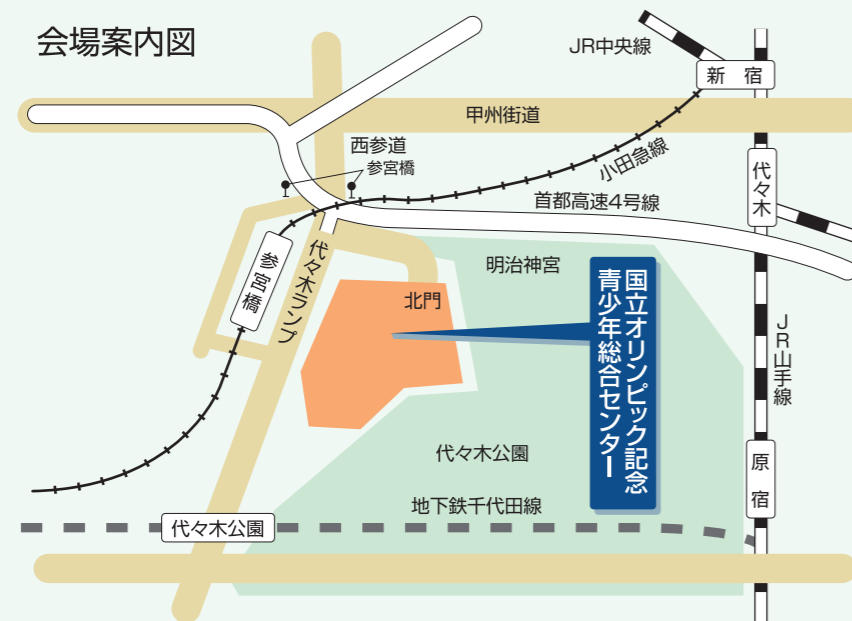 会場案内図
JR中央線
新 宿
甲州街道
西参道
参宮橋
小田急線
代々木
首都高速4号線
参宮橋
代々木ランプ
明治神宮
北門
国立オリンピック記念
青少年総合センター
JR山手線
代々木公園
原宿
地下鉄千代田線
代々木公園